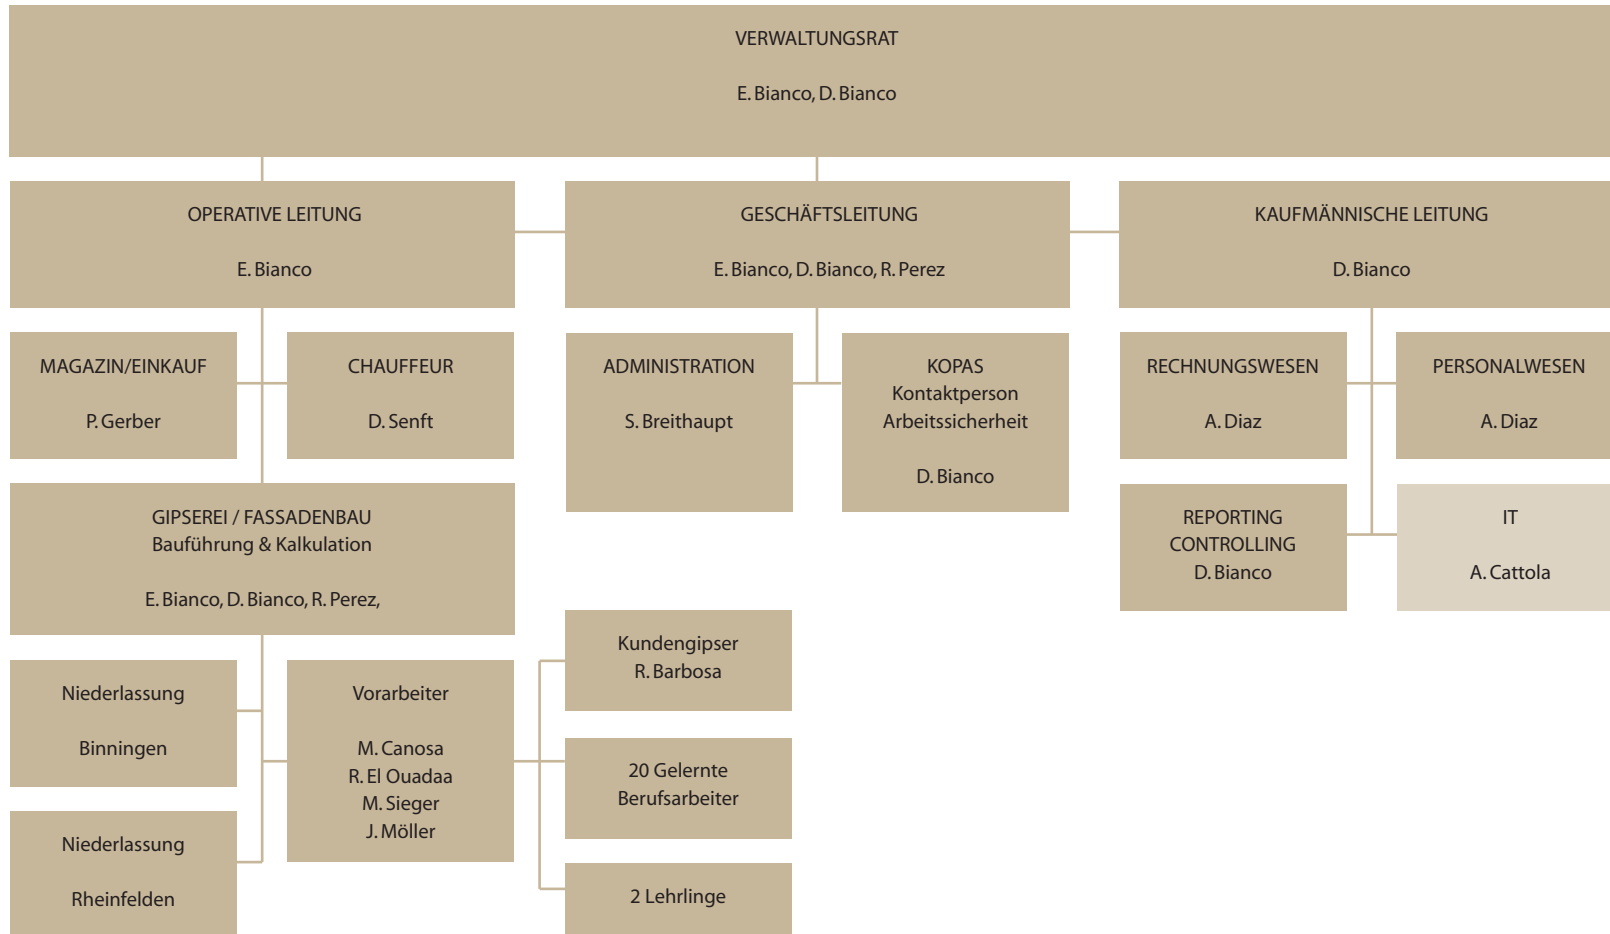 VERWALTUNGSRAT
E. Bianco, D. Bianco
OPERATIVE LEITUNG
E. Bianco
GESCHÄFTSLEITUNG
E. Bianco, D. Bianco, R. Perez
KAUFMÄNNISCHE LEITUNG
D. Bianco
MAGAZIN/EINKAUF
P. Gerber
CHAUFFEUR
D. Senft
ADMINISTRATION
S. Breithaupt
KOPAS
Kontaktperson
Arbeitssicherheit
D. Bianco
RECHNUNGSWESEN
A. Diaz
PERSONALWESEN
A. Diaz
GIPSEREI / FASSADENBAU
Bauführung & Kalkulation
E. Bianco, D. Bianco, R. Perez,
REPORTING
CONTROLLING
D. Bianco
IT
A. Cattola
Niederlassung
Binningen
Vorarbeiter
M. Canosa
R. El Ouadaa
M. Sieger
J. Möller
Kundengipser
R. Barbosa
20 Gelernte
Berufsarbeiter
Niederlassung
Rheinfelden
2 Lehrlinge